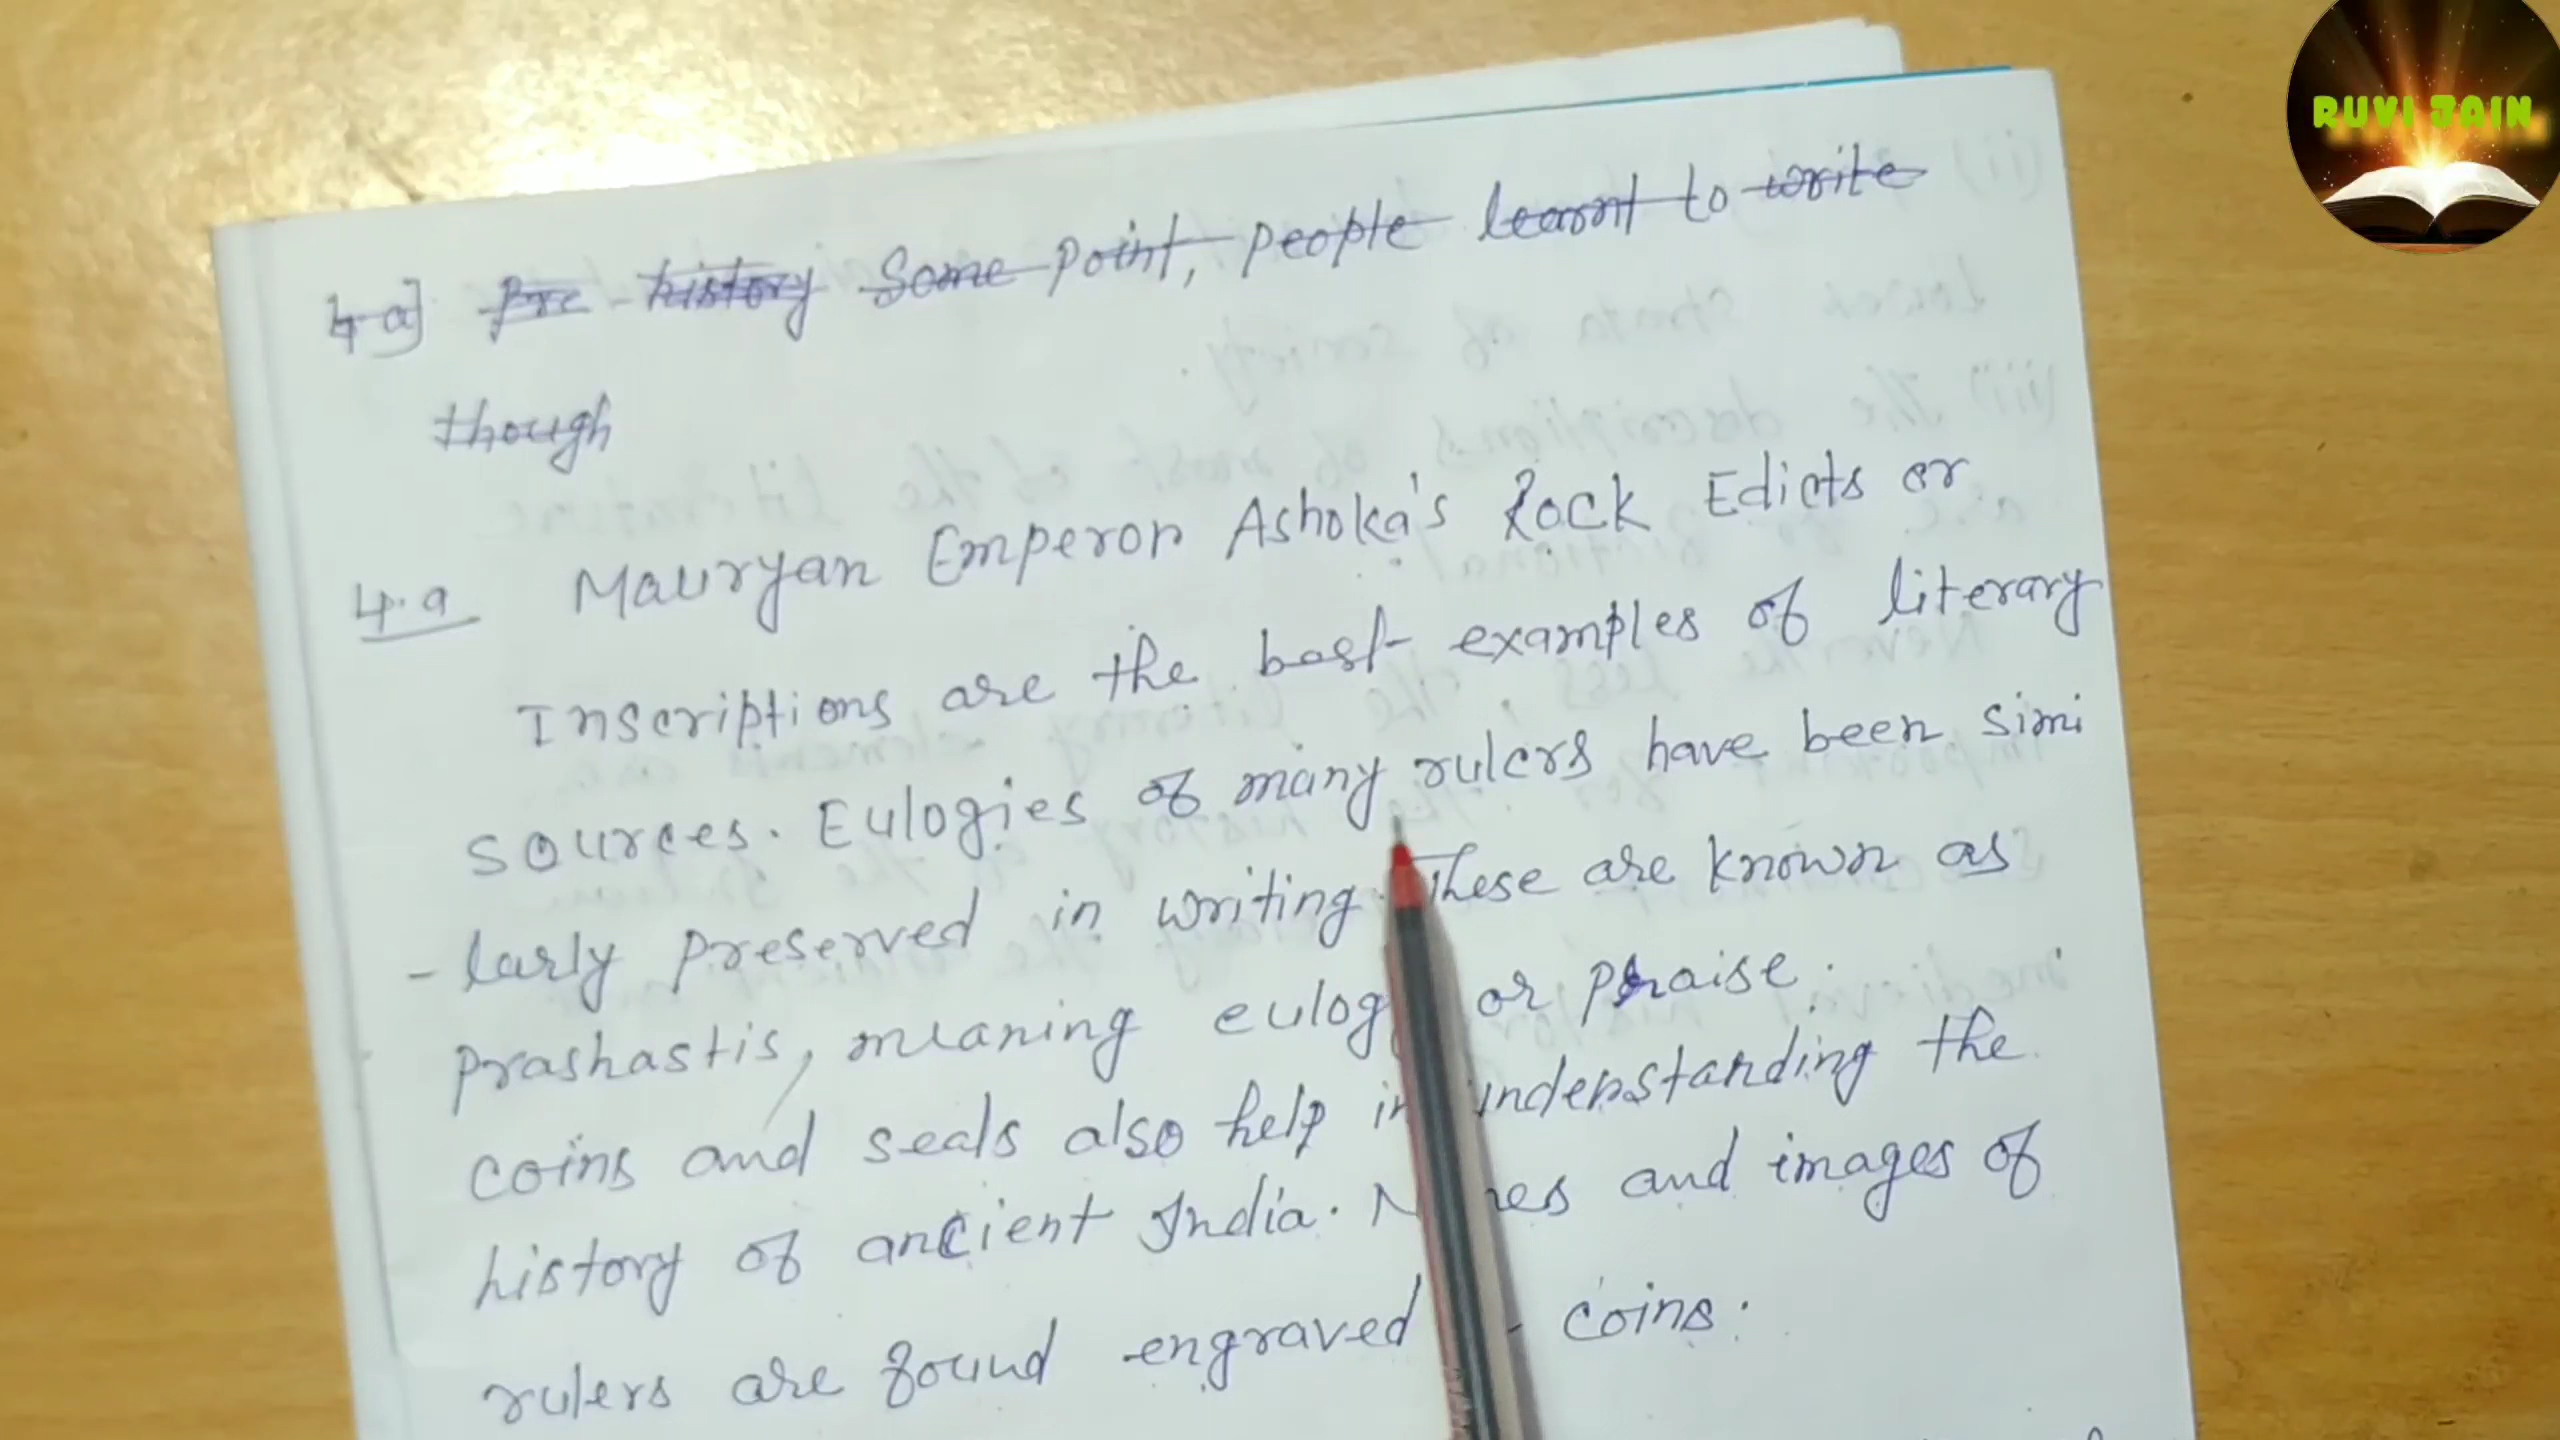 RUVI JAIN
4-a] Pre-history Some point, people learnt to write
though
4.a Mauryan Emperor Ashoka's Rock Edicts or
Inscriptions are the best examples of literary
sources. Eulogies of many rulers have been simi
-larly preserved in writing. These are known as
prashastis, meaning eulogy or praise.
coins and seals also help in understanding the
history of ancient India. and images of
rulers are found engraved coins.